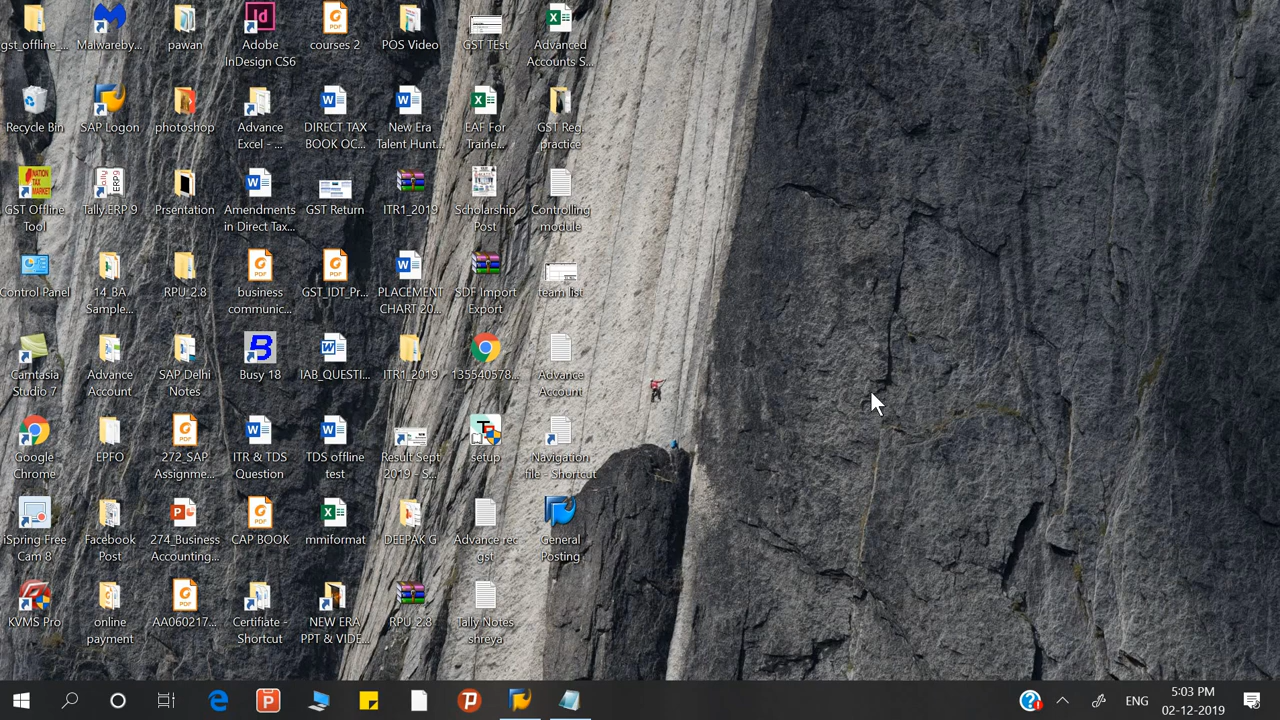 gst_offline_...
Malwareby...
pawan
Adobe
InDesign CS6
courses 2
POS Video
GST TEst
Advanced
Accounts S...
Recycle Bin
SAP Logon
photoshop
Advance
Excel - ...
DIRECT TAX
BOOK OC...
New Era
Talent Hunt...
EAF For
Traine...
GST Reg.
practice
GST Offline
Tool
Tally.ERP 9
Prsentation
Amendments
in Direct Tax...
GST Return
ITR1_2019
Scholarship
Post
Controlling
module
Control Panel
14_BA
Sample...
RPU 2.8
business
communic...
GST_IDT_Pr...
PLACEMENT
CHART 20...
SDF Import
Export
team list
Camtasia
Studio 7
Advance
Account
SAP Delhi
Notes
Busy 18
IAB_QUESTI...
ITR1_2019
135540578...
Advance
Account
Google
Chrome
EPFO
272_SAP
Assignme...
ITR & TDS
Question
TDS offline
test
Result Sept
2019 - S...
setup
Navigation
file - Shortcut
iSpring Free
Cam 8
Facebook
Post
274_Business
Accounting...
CAP BOOK
mmiformat
DEEPAK G
Advance rec
gst
General
Posting
KVMS Pro
online
payment
AA060217...
Certifiate -
Shortcut
NEW ERA
PPT & VIDE...
RPU 2.8
Tally Notes
shreya
ENG
5:03 PM
02-12-2019